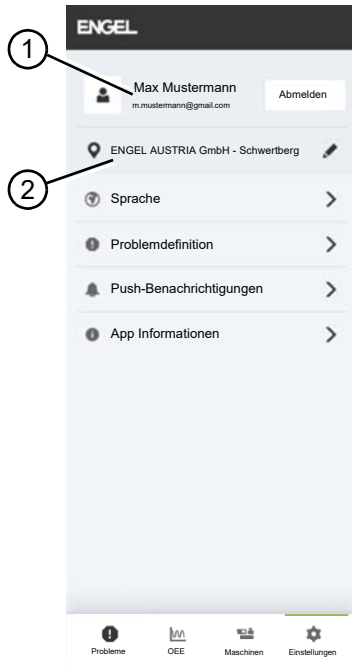 ENGEL
1
Max Mustermann
m.mustermann@gmail.com
Abmelden
2
ENGEL AUSTRIA GmbH - Schwertberg
Sprache
Problemdefinition
Push-Benachrichtigungen
App Informationen
Probleme
OEE
Maschinen
Einstellungen